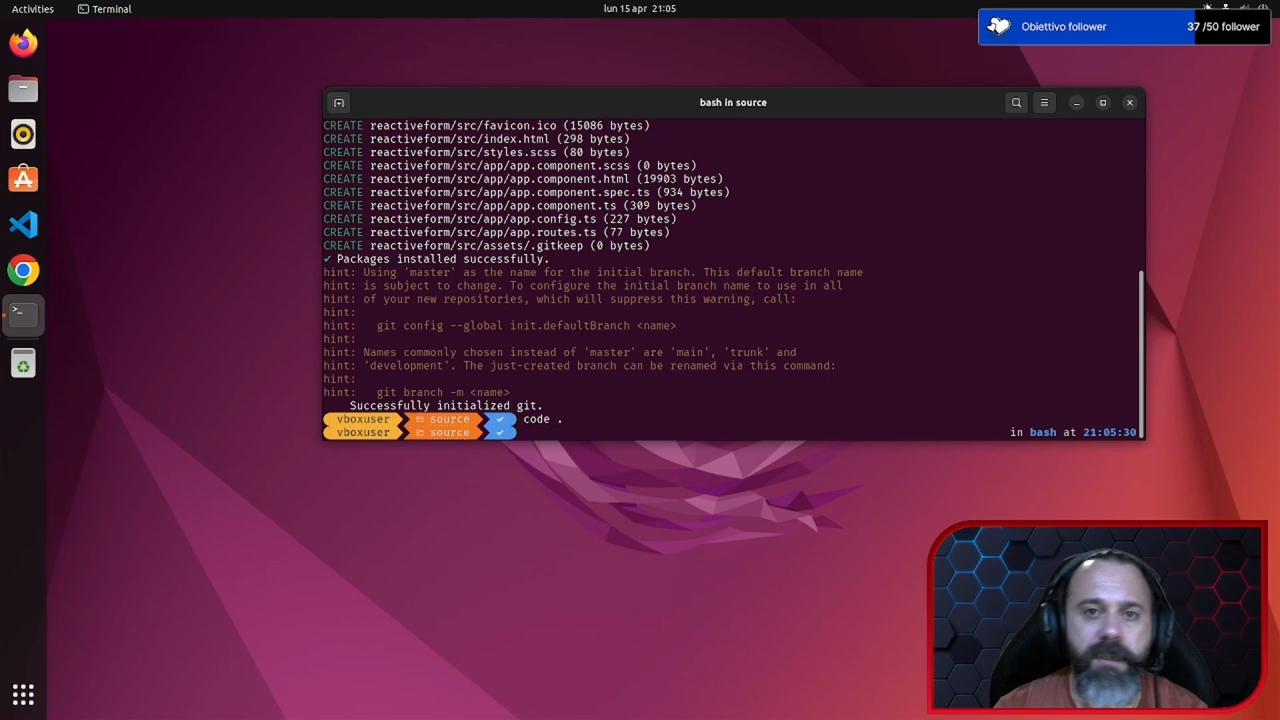 Activities
Terminal
lun 15 apr 21:05
Obiettivo follower
37 /50 follower
bash in source
CREATE reactiveform/src/favicon.ico (15086 bytes)
CREATE reactiveform/src/index.html (298 bytes)
CREATE reactiveform/src/styles.scss (80 bytes)
CREATE reactiveform/src/app/app.component.scss (0 bytes)
CREATE reactiveform/src/app/app.component.html (19903 bytes)
CREATE reactiveform/src/app/app.component.spec.ts (934 bytes)
CREATE reactiveform/src/app/app.component.ts (309 bytes)
CREATE reactiveform/src/app/app.config.ts (227 bytes)
CREATE reactiveform/src/app/app.routes.ts (77 bytes)
CREATE reactiveform/src/assets/.gitkeep (0 bytes)
✔ Packages installed successfully.
hint: Using 'master' as the name for the initial branch. This default branch name
hint: is subject to change. To configure the initial branch name to use in all
hint: of your new repositories, which will suppress this warning, call:
hint:
hint:   git config --global init.defaultBranch <name>
hint:
hint: Names commonly chosen instead of 'master' are 'main', 'trunk' and
hint: 'development'. The just-created branch can be renamed via this command:
hint:
hint:   git branch -m <name>
    Successfully initialized git.
vboxuser source ✔ code .
vboxuser source ✔ in bash at 21:05:30